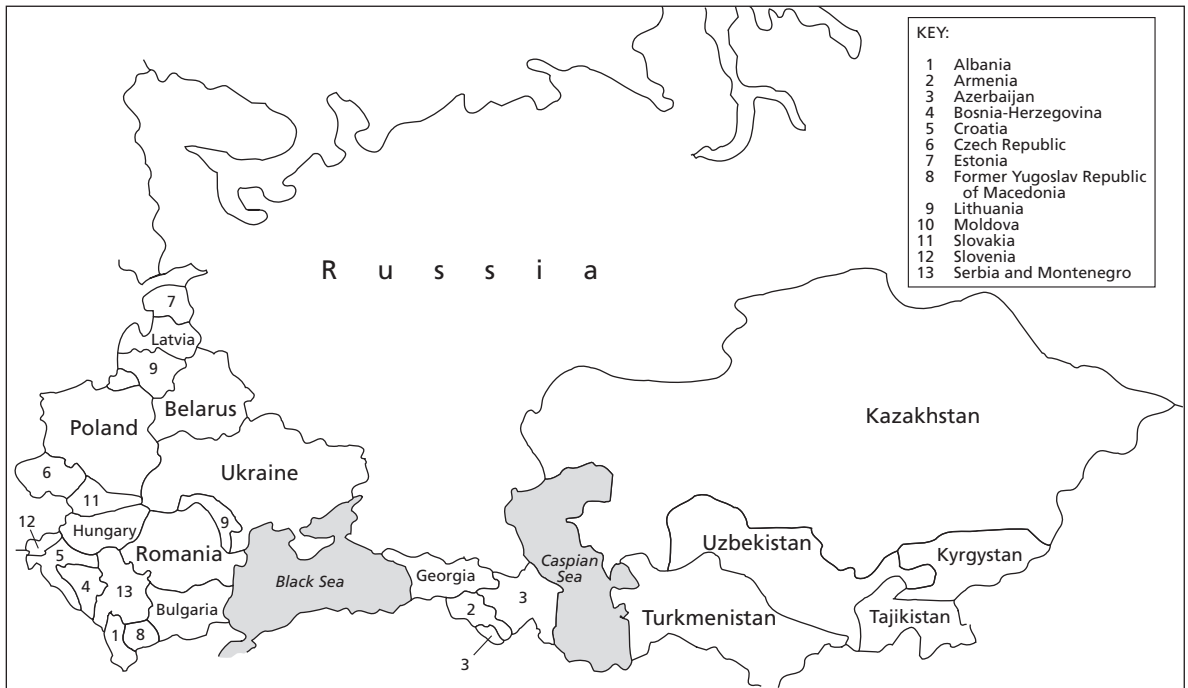 KEY:
1 Albania
2 Armenia
3 Azerbaijan
4 Bosnia-Herzegovina
5 Croatia
6 Czech Republic
7 Estonia
8 Former Yugoslav Republic
of Macedonia
9 Lithuania
10 Moldova
11 Slovakia
12 Slovenia
13 Serbia and Montenegro
Russia
7
Latvia
9
Belarus
Poland
Kazakhstan
6
Ukraine
11
12
Hungary
9
5
Romania
Uzbekistan
Kyrgystan
Black Sea
Caspian
Sea
Georgia
4
13
Bulgaria
2
3
Turkmenistan
Tajikistan
1
8
3